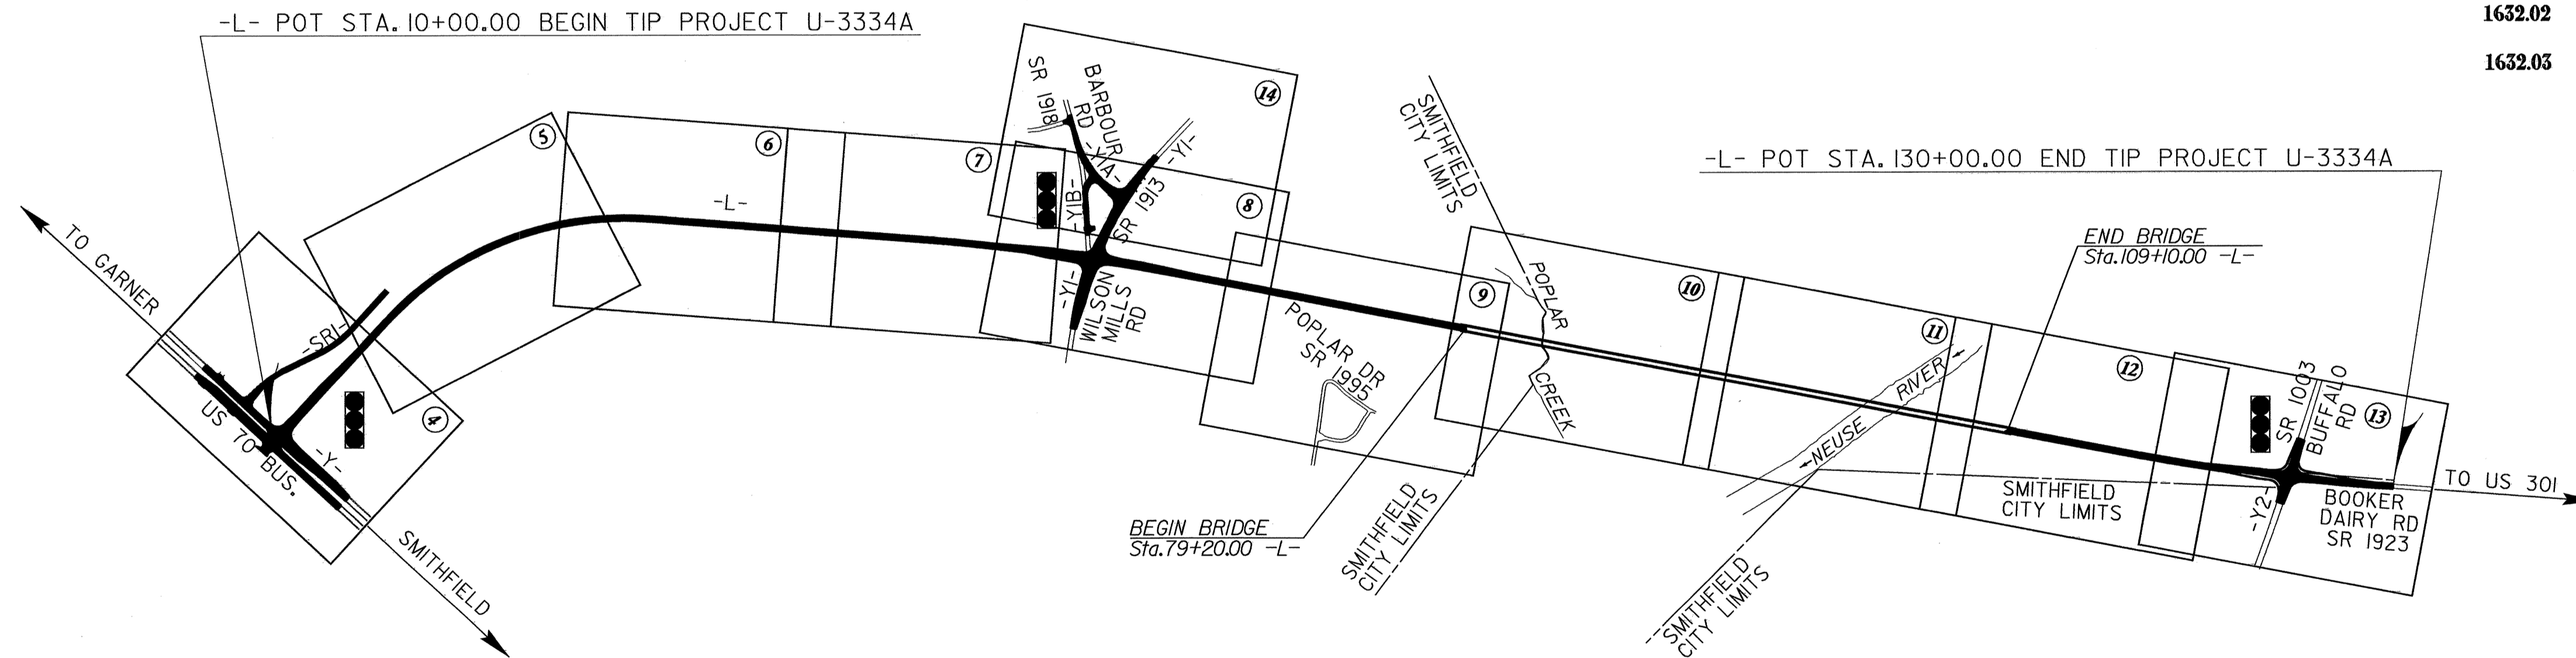 1632.02
1632.03
-L- POT STA. 10+00.00 BEGIN TIP PROJECT U-3334A
-L- POT STA. 130+00.00 END TIP PROJECT U-3334A
TO GARNER
SMITHFIELD
US 70 BUS.
-Y-
-SR1-
4
5
6
-L-
7
14
SR 1918
BARBOUR
RD
-Y1A-
-Y1B-
-Y1-
SR 1913
8
-Y1-
WILSON
MILLS
RD
POPLAR DR
SR 1995
9
BEGIN BRIDGE
Sta.79+20.00 -L-
SMITHFIELD
CITY LIMITS
POPLAR
CREEK
SMITHFIELD
CITY LIMITS
10
11
NEUSE
RIVER
SMITHFIELD
CITY LIMITS
END BRIDGE
Sta.109+10.00 -L-
12
SMITHFIELD
CITY LIMITS
SR 1003
BUFFALO
RD
13
-Y2-
BOOKER
DAIRY RD
SR 1923
TO US 301